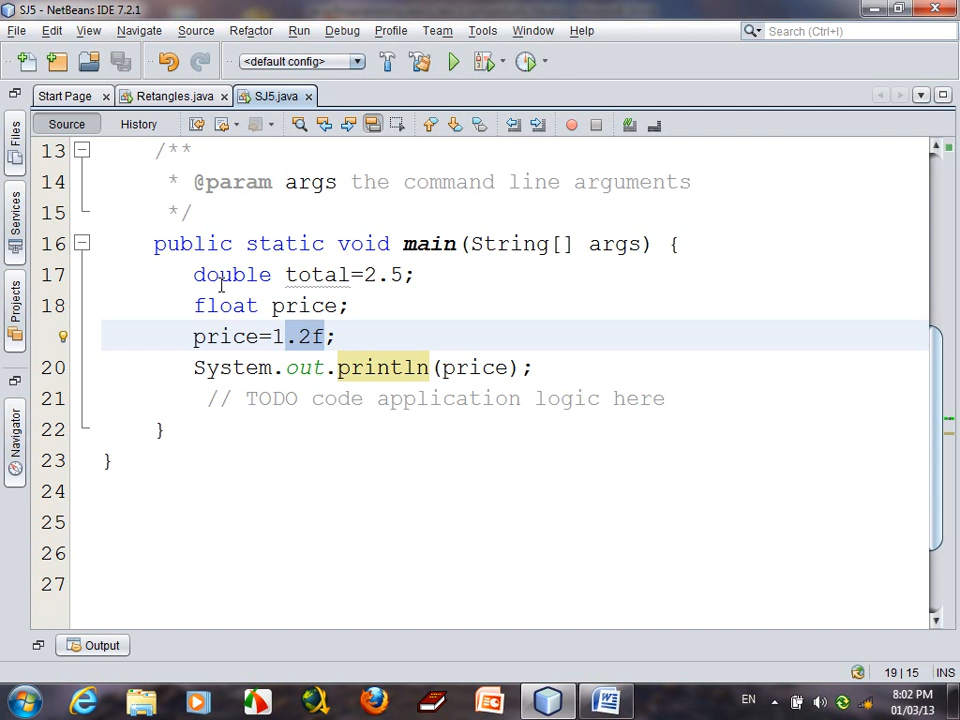 SJ5 - NetBeans IDE 7.2.1
File Edit View Navigate Source Refactor Run Debug Profile Team Tools Window Help
Search (Ctrl+I)
<default config>
Start Page Retangles.java SJ5.java
Source History
Files
Services
Projects
Navigator
13 /**
14 * @param args the command line arguments
15 */
16 public static void main(String[] args) {
17 double total=2.5;
18 float price;
price=1.2f;
20 System.out.println(price);
21 // TODO code application logic here
22 }
23 }
24
25
26
27
Output
19 | 15 INS
EN
8:02 PM
01/03/13